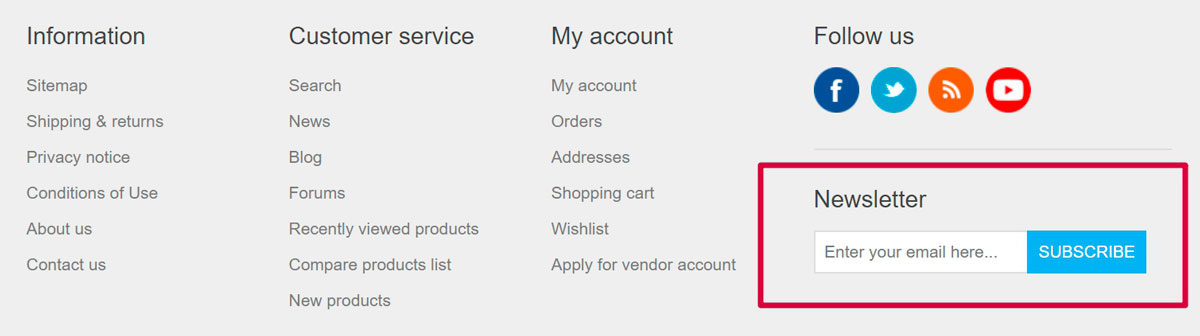 Information
Sitemap
Shipping & returns
Privacy notice
Conditions of Use
About us
Contact us
Customer service
Search
News
Blog
Forums
Recently viewed products
Compare products list
New products
My account
My account
Orders
Addresses
Shopping cart
Wishlist
Apply for vendor account
Follow us
Newsletter
Enter your email here... SUBSCRIBE